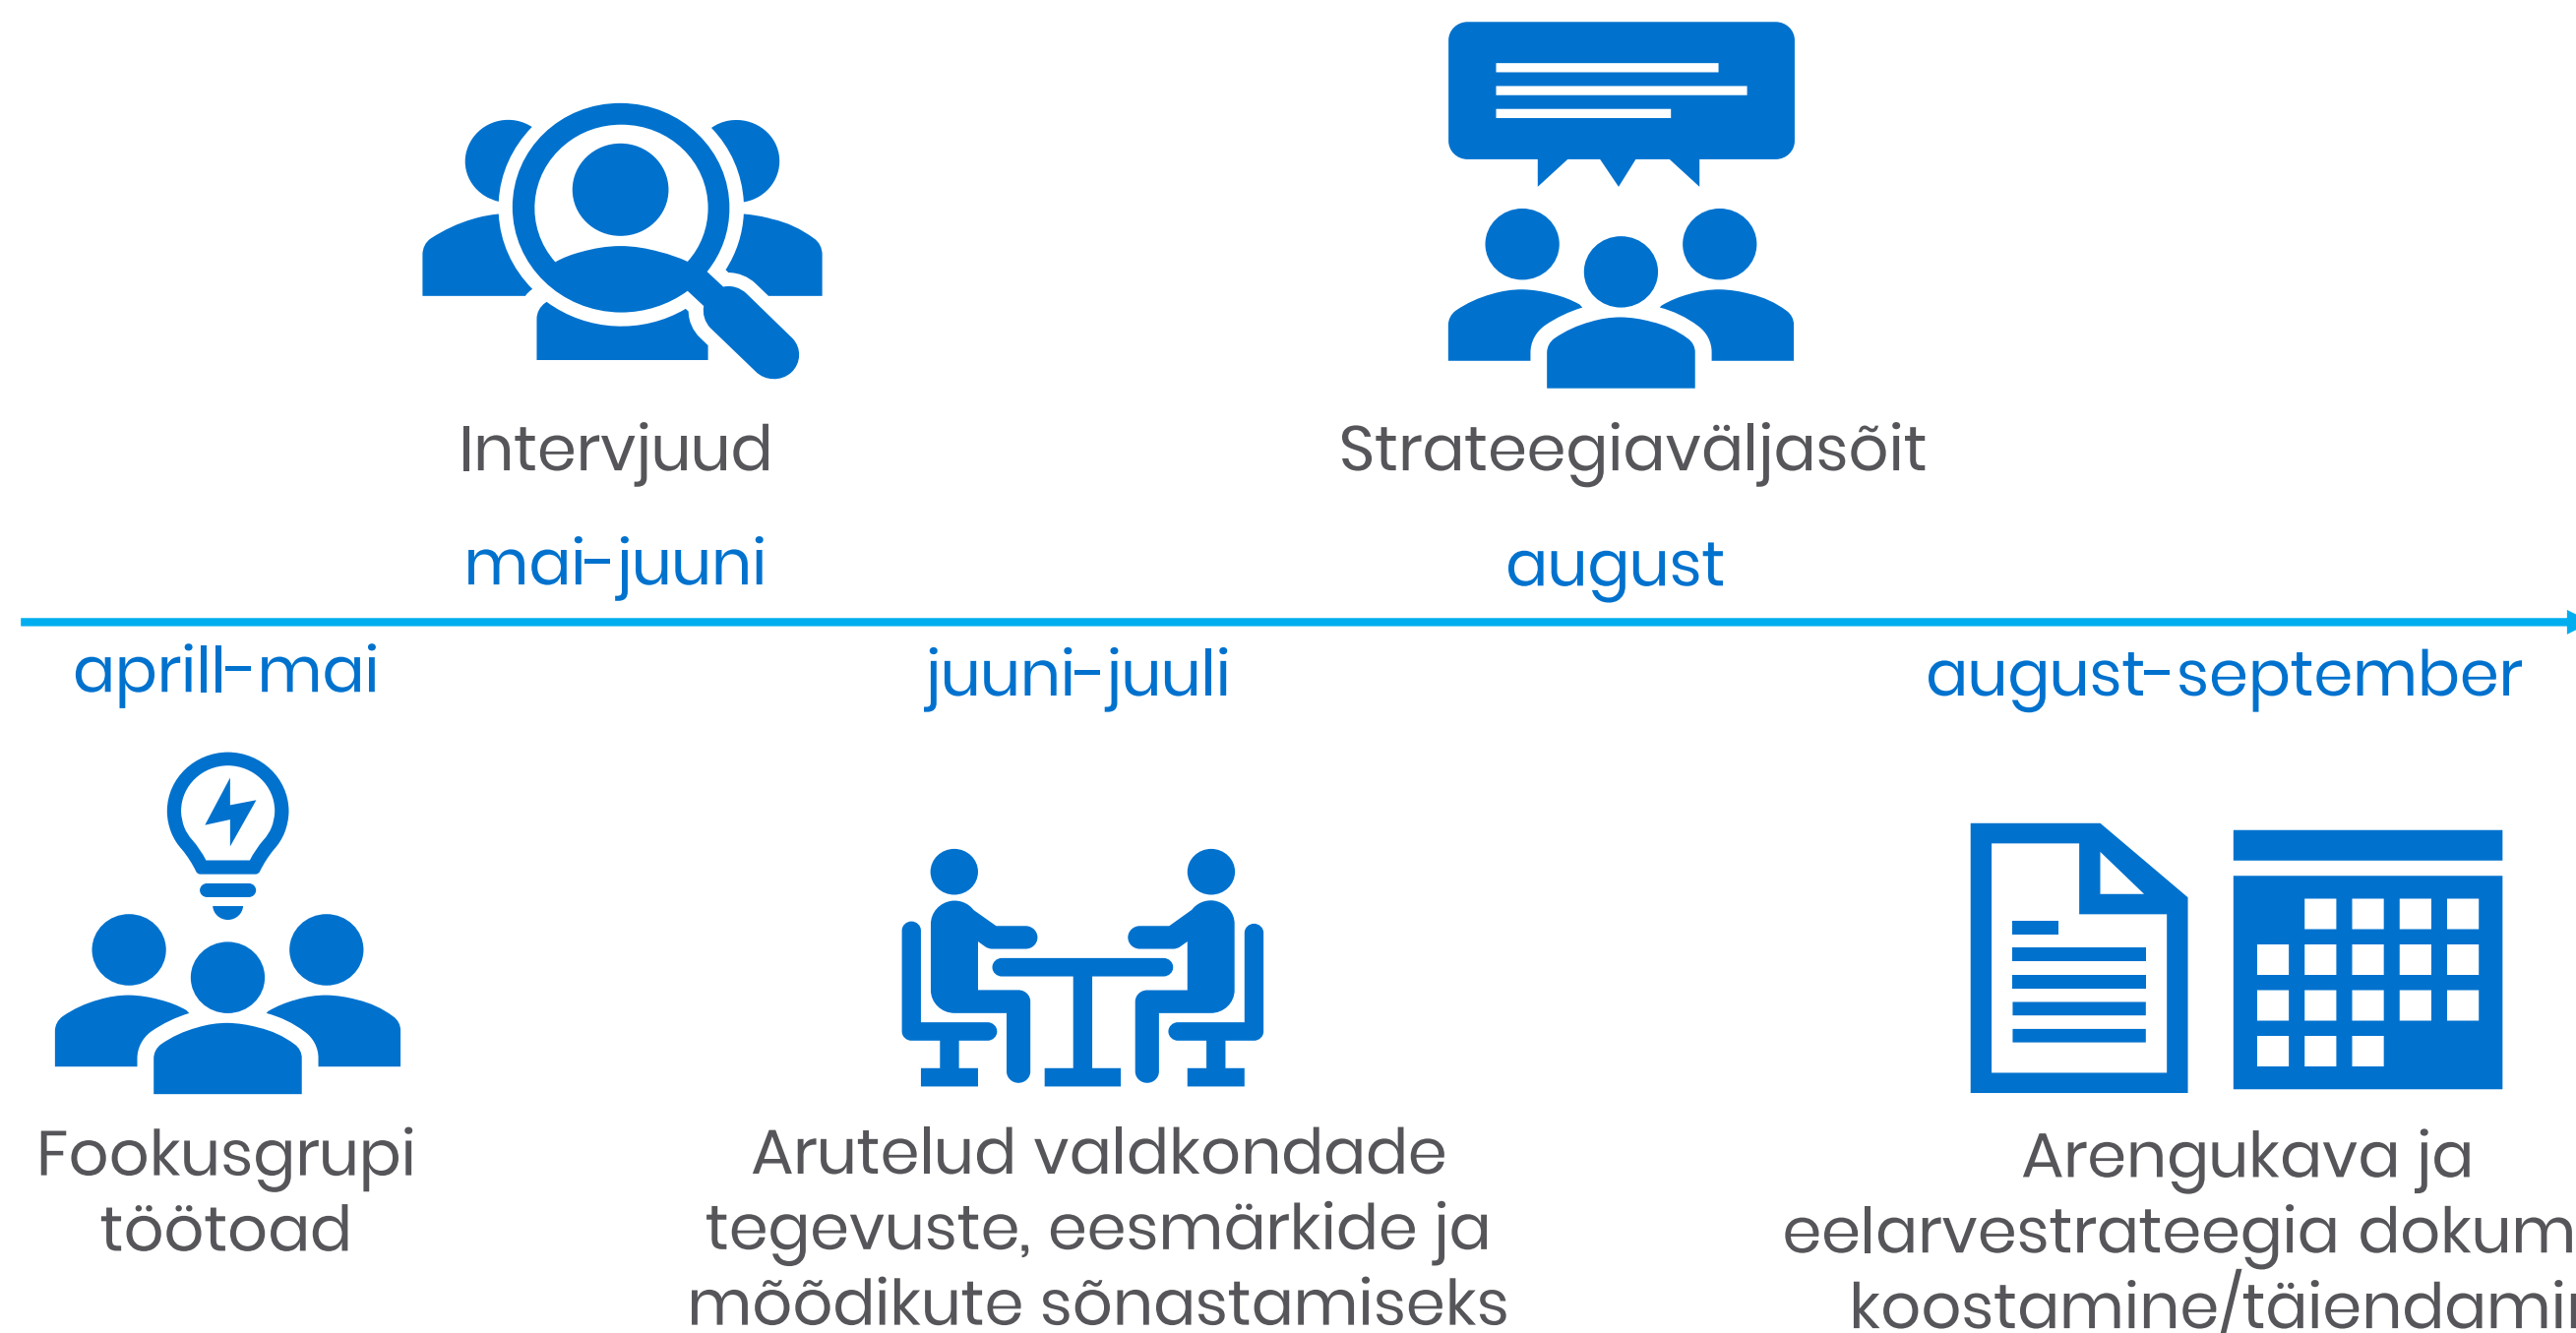 Intervjuud
mai-juuni
Strateegiaväljasõit
august
aprill-mai
juuni-juuli
august-september
Fookusgrupi
töötoad
Arutelud valdkondade
tegevuste, eesmärkide ja
mõõdikute sõnastamiseks
Arengukava ja
eelarvestrateegia